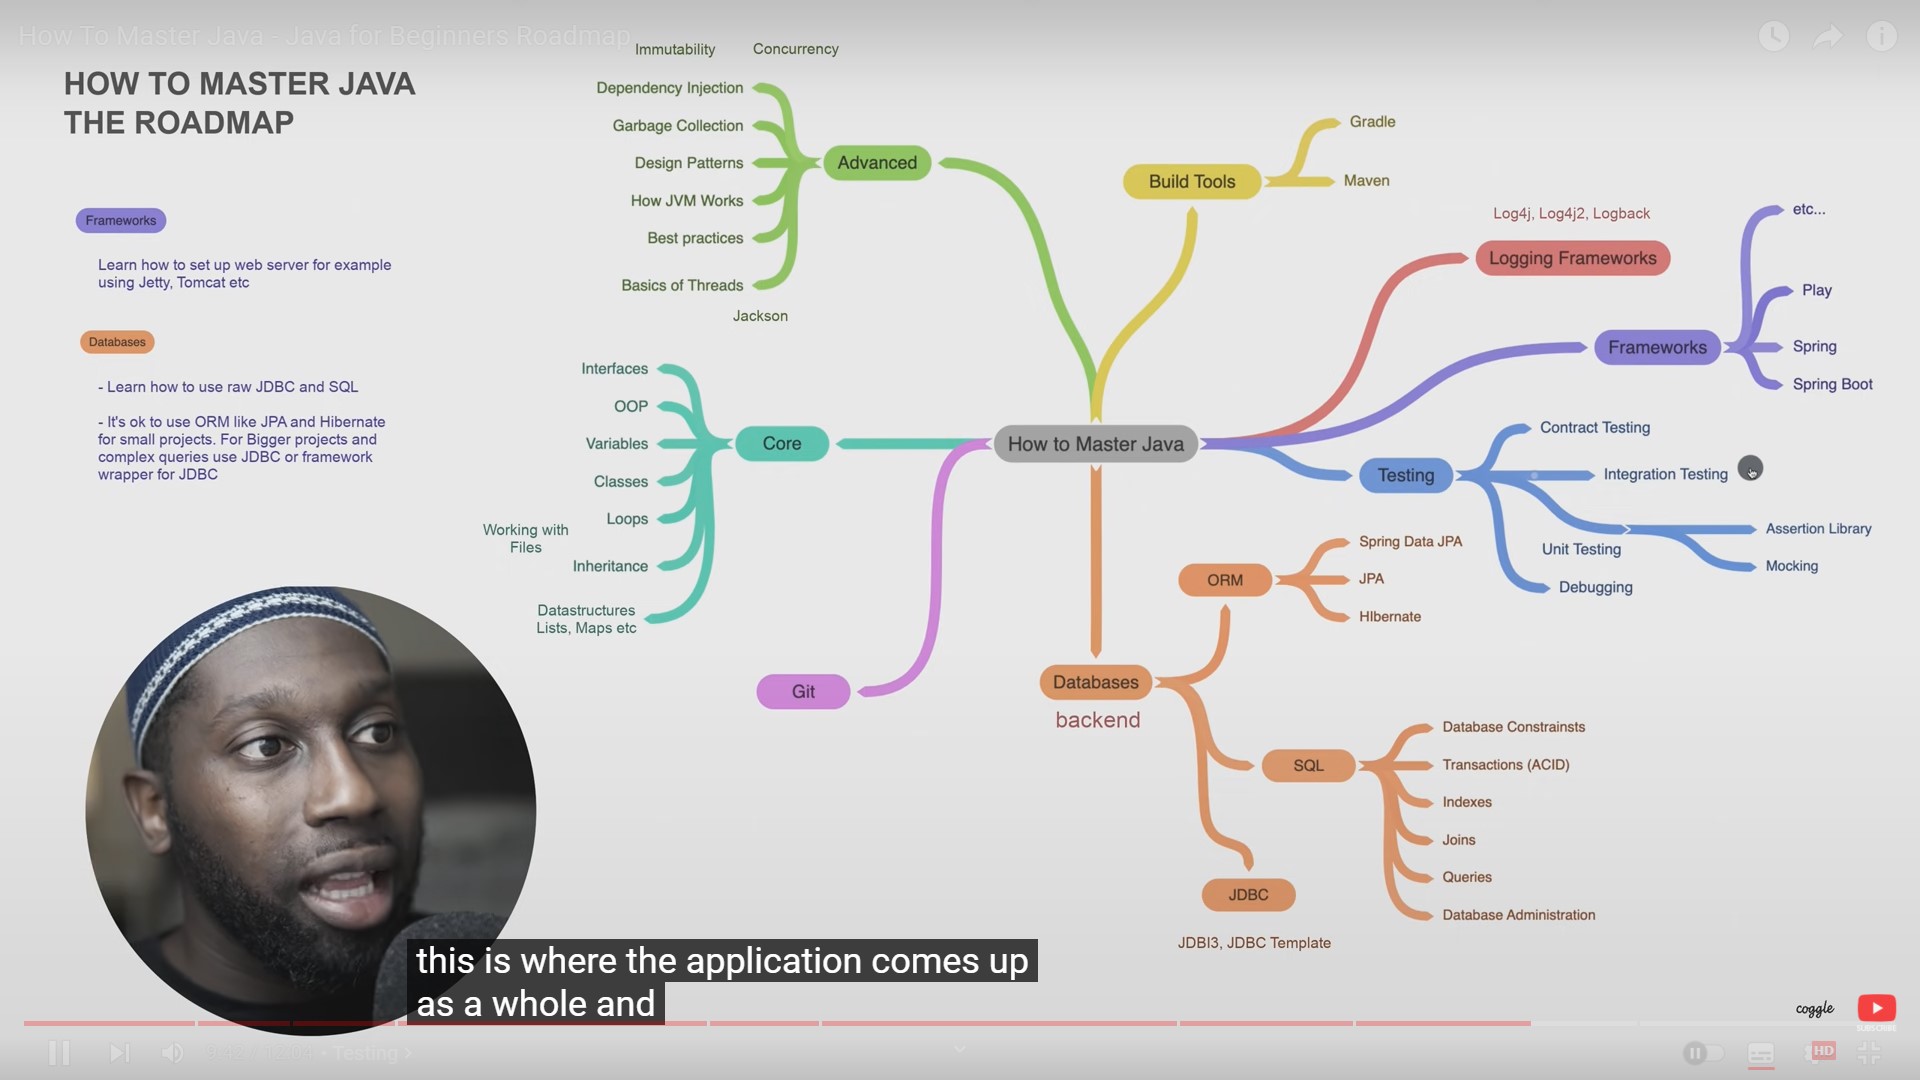 How To Master Java - Java for Beginners Roadmap
HOW TO MASTER JAVA
THE ROADMAP
Frameworks
Learn how to set up web server for example
using Jetty, Tomcat etc
Databases
- Learn how to use raw JDBC and SQL
- It's ok to use ORM like JPA and Hibernate
for small projects. For Bigger projects and
complex queries use JDBC or framework
wrapper for JDBC
Immutability
Concurrency
Dependency Injection
Garbage Collection
Design Patterns
How JVM Works
Best practices
Basics of Threads
Jackson
Advanced
Build Tools
Gradle
Maven
Log4j, Log4j2, Logback
Logging Frameworks
Frameworks
etc...
Play
Spring
Spring Boot
Interfaces
OOP
Variables
Classes
Loops
Working with
Files
Inheritance
Datastructures
Lists, Maps etc
Core
How to Master Java
Testing
Contract Testing
Integration Testing
Unit Testing
Assertion Library
Mocking
Debugging
Git
Databases
backend
ORM
Spring Data JPA
JPA
HIbernate
SQL
Database Constrainsts
Transactions (ACID)
Indexes
Joins
Queries
Database Administration
JDBC
JDBI3, JDBC Template
this is where the application comes up
as a whole and
coggle
SUBSCRIBE
• Testing >
HD